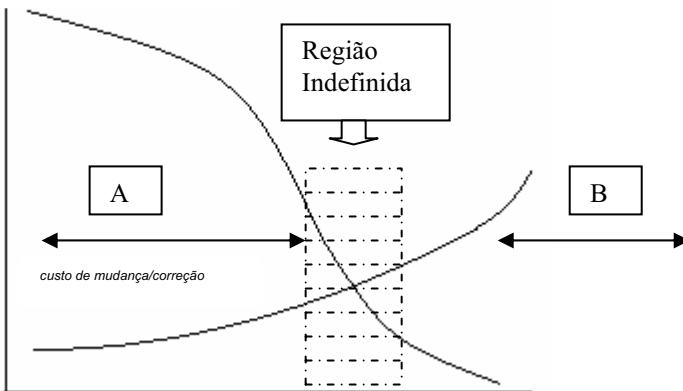 Região
Indefinida
A
B
custo de mudança/correção